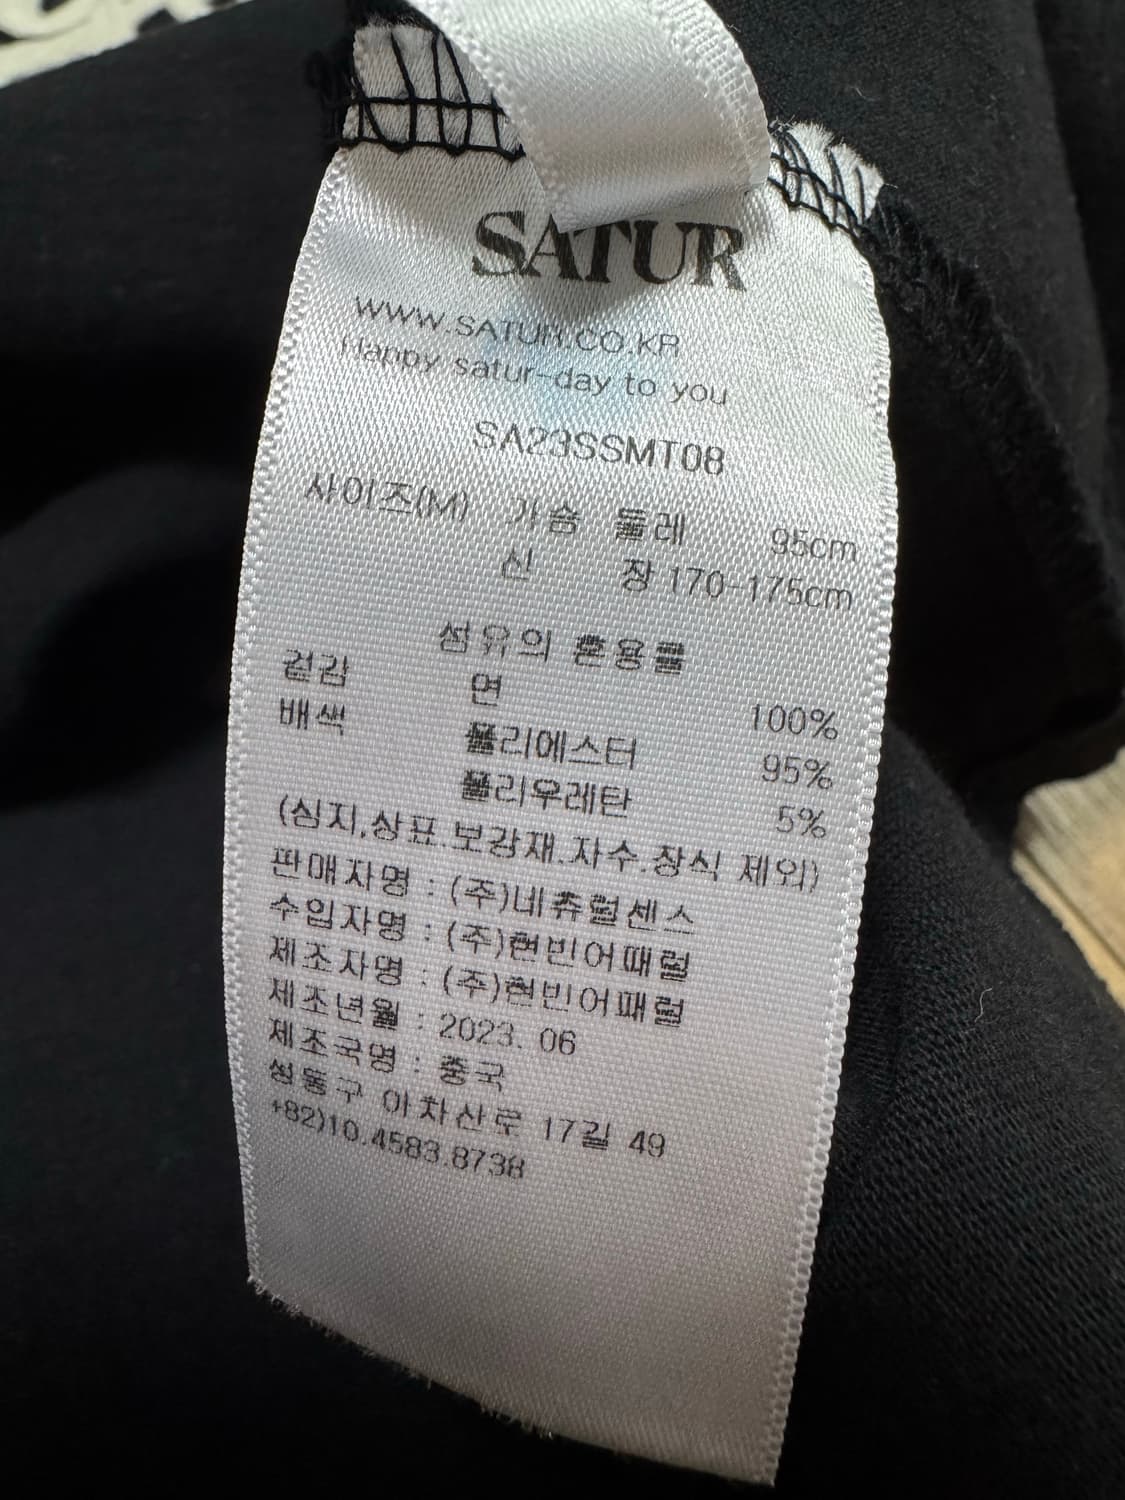 SATUR
WWW.SATUR.CO.KR
Happy satur-day to you
SA23SSMT08
사이즈(M) 가슴 둘레 95cm
신 장 170-175cm
섬유의 혼용률
겉감 면 100%
배색 폴리에스터 95%
폴리우레탄 5%
(심지,상표.보강재.자수.장식 제외)
판매자명 : (주)네츄럴센스
수입자명 : (주)현빈어패럴
제조자명 : (주)현빈어패럴
제조년월 : 2023. 06
제조국명 : 중국
성동구 아차산로 17길 49
+82)10.4583.8738